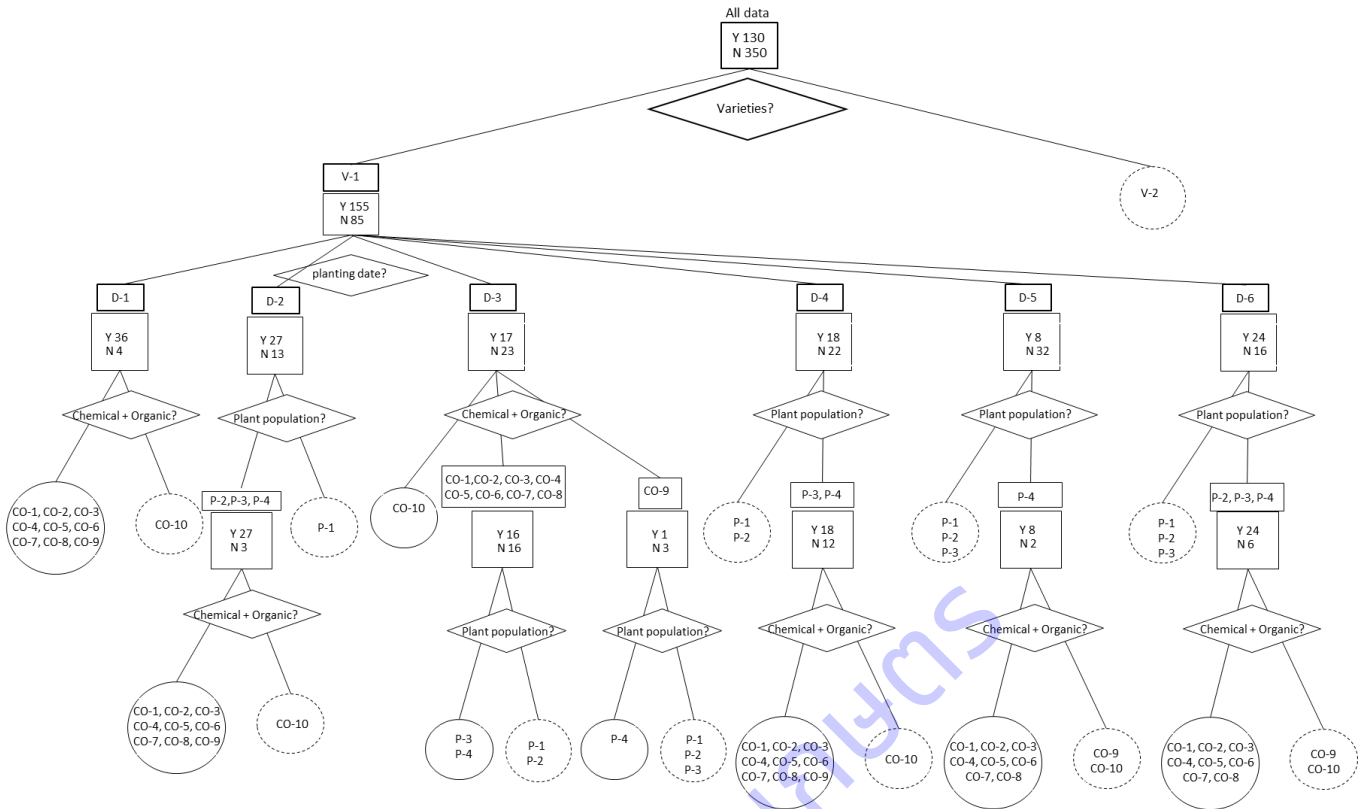 All data
Y 130
N 350
Varieties?
V-1
V-2
Y 155
N 85
planting date?
D-1
D-2
D-3
D-4
D-5
D-6
Y 36
N 4
Y 27
N 13
Y 17
N 23
Y 18
N 22
Y 8
N 32
Y 24
N 16
Chemical + Organic?
Plant population?
Chemical + Organic?
Plant population?
Plant population?
Plant population?
CO-1, CO-2, CO-3
CO-4, CO-5, CO-6
CO-7, CO-8, CO-9
CO-10
P-2,P-3, P-4
P-1
CO-10
CO-1,CO-2, CO-3, CO-4
CO-5, CO-6, CO-7, CO-8
CO-9
P-1
P-2
P-3, P-4
P-1
P-2
P-3
P-4
P-1
P-2
P-3
P-2, P-3, P-4
Y 27
N 3
Y 16
N 16
Y 1
N 3
Y 18
N 12
Y 8
N 2
Y 24
N 6
Chemical + Organic?
Plant population?
Plant population?
Chemical + Organic?
Chemical + Organic?
Chemical + Organic?
CO-1, CO-2, CO-3
CO-4, CO-5, CO-6
CO-7, CO-8, CO-9
CO-10
P-3
P-4
P-1
P-2
P-4
P-1
P-2
P-3
CO-1, CO-2, CO-3
CO-4, CO-5, CO-6
CO-7, CO-8, CO-9
CO-10
CO-1, CO-2, CO-3
CO-4, CO-5, CO-6
CO-7, CO-8
CO-9
CO-10
CO-1, CO-2, CO-3
CO-4, CO-5, CO-6
CO-7, CO-8
CO-9
CO-10